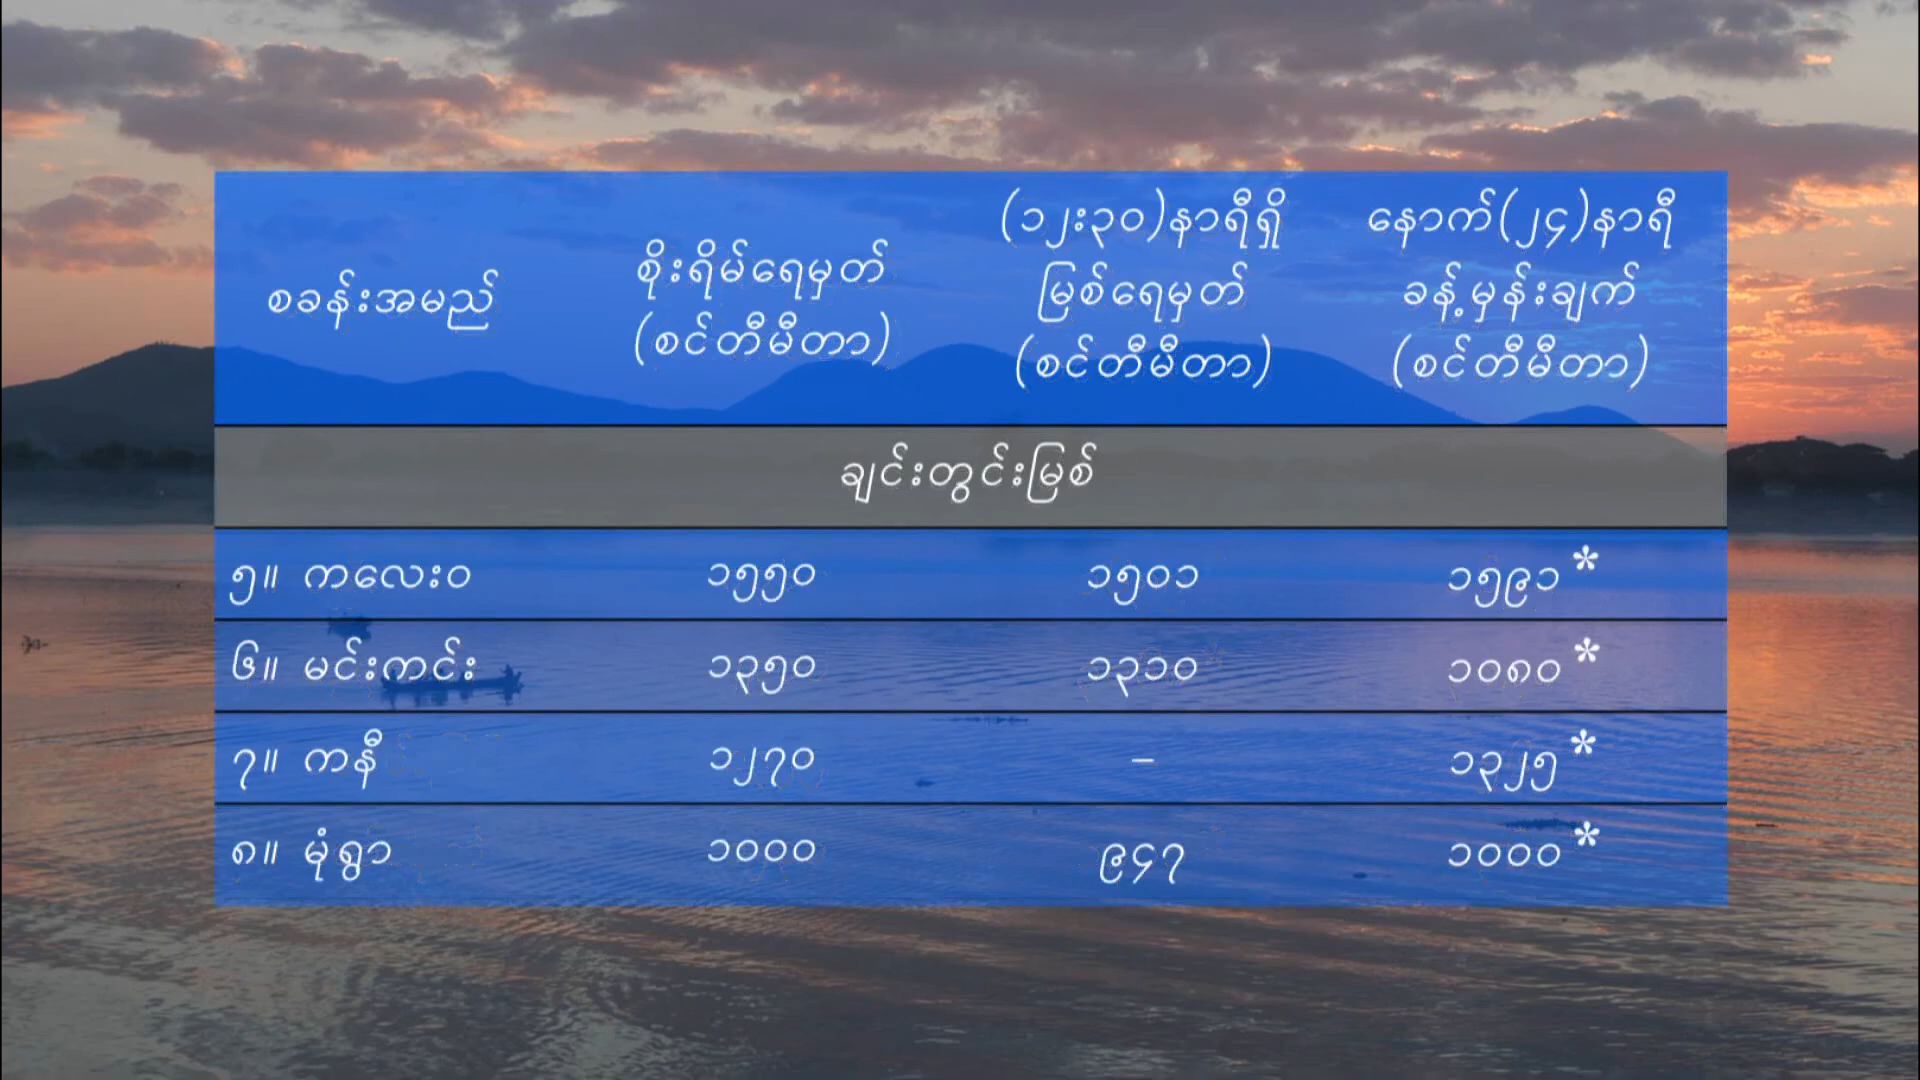 စခန်းအမည် စိုးရိမ်ရေမှတ် (စင်တီမီတာ) (၁၂း၃၀)နာရီရှိ မြစ်ရေမှတ် (စင်တီမီတာ) နောက်(၂၄)နာရီ ခန့်မှန်းချက် (စင်တီမီတာ)
ချင်းတွင်းမြစ်
၅။ ကလေးဝ ၁၅၅၀ ၁၅၀၁ ၁၅၉၁*
၆။ မင်းကင်း ၁၃၅၀ ၁၃၁၀ ၁၀၈၀*
၇။ ကနီ ၁၂၇၀ – ၁၃၂၅*
၈။ မုံရွာ ၁၀၀၀ ၉၄၇ ၁၀၀၀*